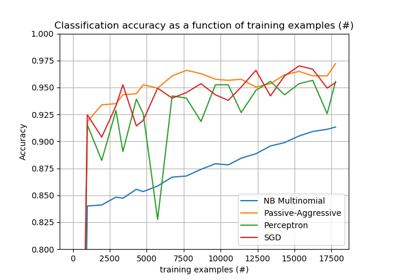 Classification accuracy as a function of training examples (#)
1.000
0.975
0.950
0.925
0.900
0.875
0.850
0.825
0.800
Accuracy
NB Multinomial
Passive-Aggressive
Perceptron
SGD
0 2500 5000 7500 10000 12500 15000 17500
training examples (#)